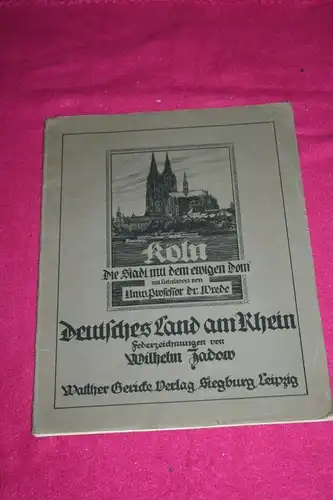 Köln
Die Stadt mit dem ewigen Dom
mit Geleitwort von
Univ. Professor Dr. Wrede
Deutsches Land am Rhein
Federzeichnungen von
Wilhelm Zadow
Walther Gericke Verlag Siegburg Leipzig